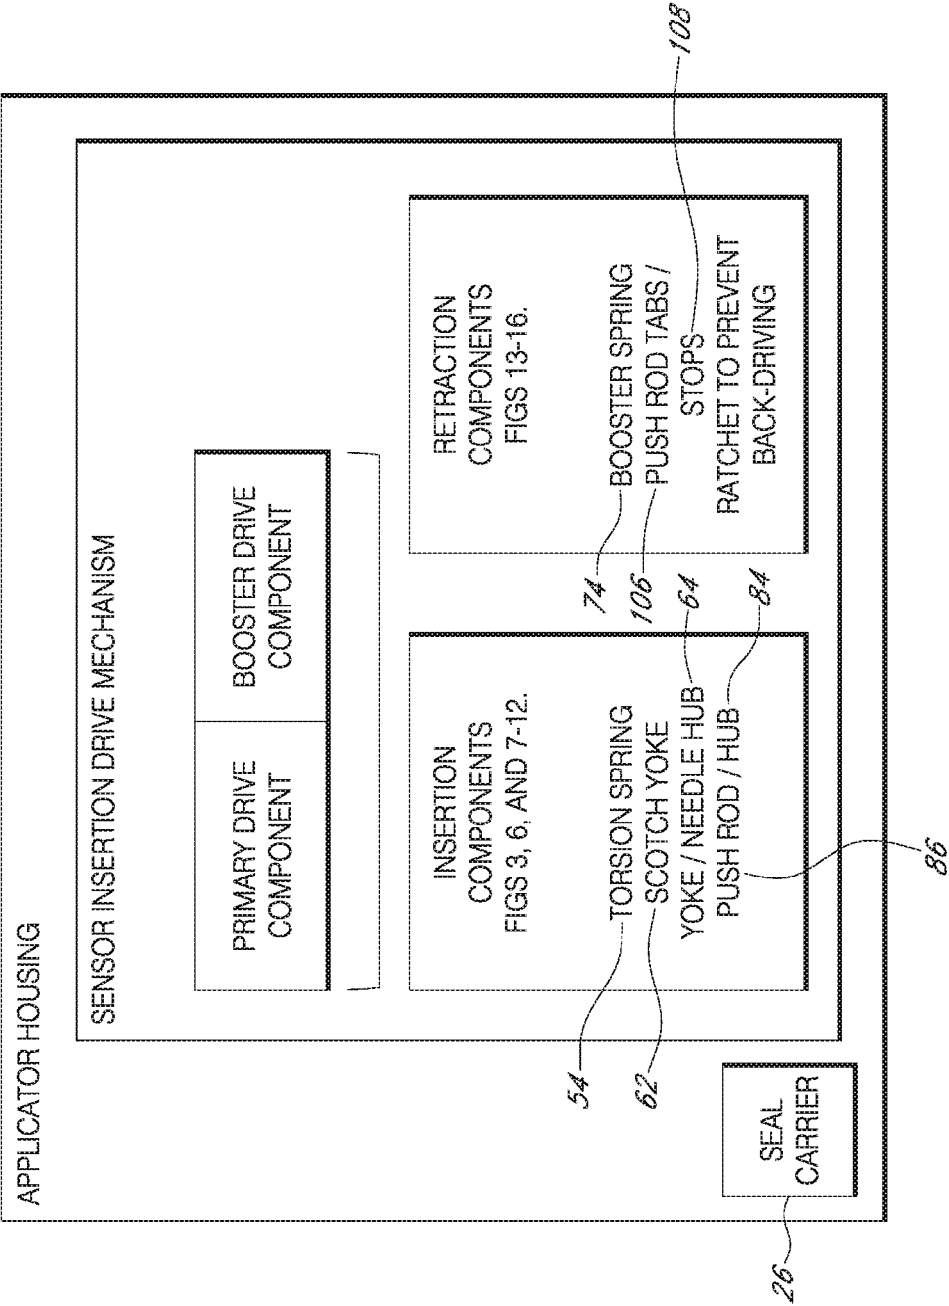 APPLICATOR HOUSING
SENSOR INSERTION DRIVE MECHANISM
PRIMARY DRIVE
COMPONENT
BOOSTER DRIVE
COMPONENT
INSERTION
COMPONENTS
FIGS 3, 6, AND 7-12.
54 TORSION SPRING
62 SCOTCH YOKE
YOKE / NEEDLE HUB 64
PUSH ROD / HUB 84
86
RETRACTION
COMPONENTS
FIGS 13-16.
74 BOOSTER SPRING
106 PUSH ROD TABS /
STOPS 108
RATCHET TO PREVENT
BACK-DRIVING
SEAL
CARRIER
26